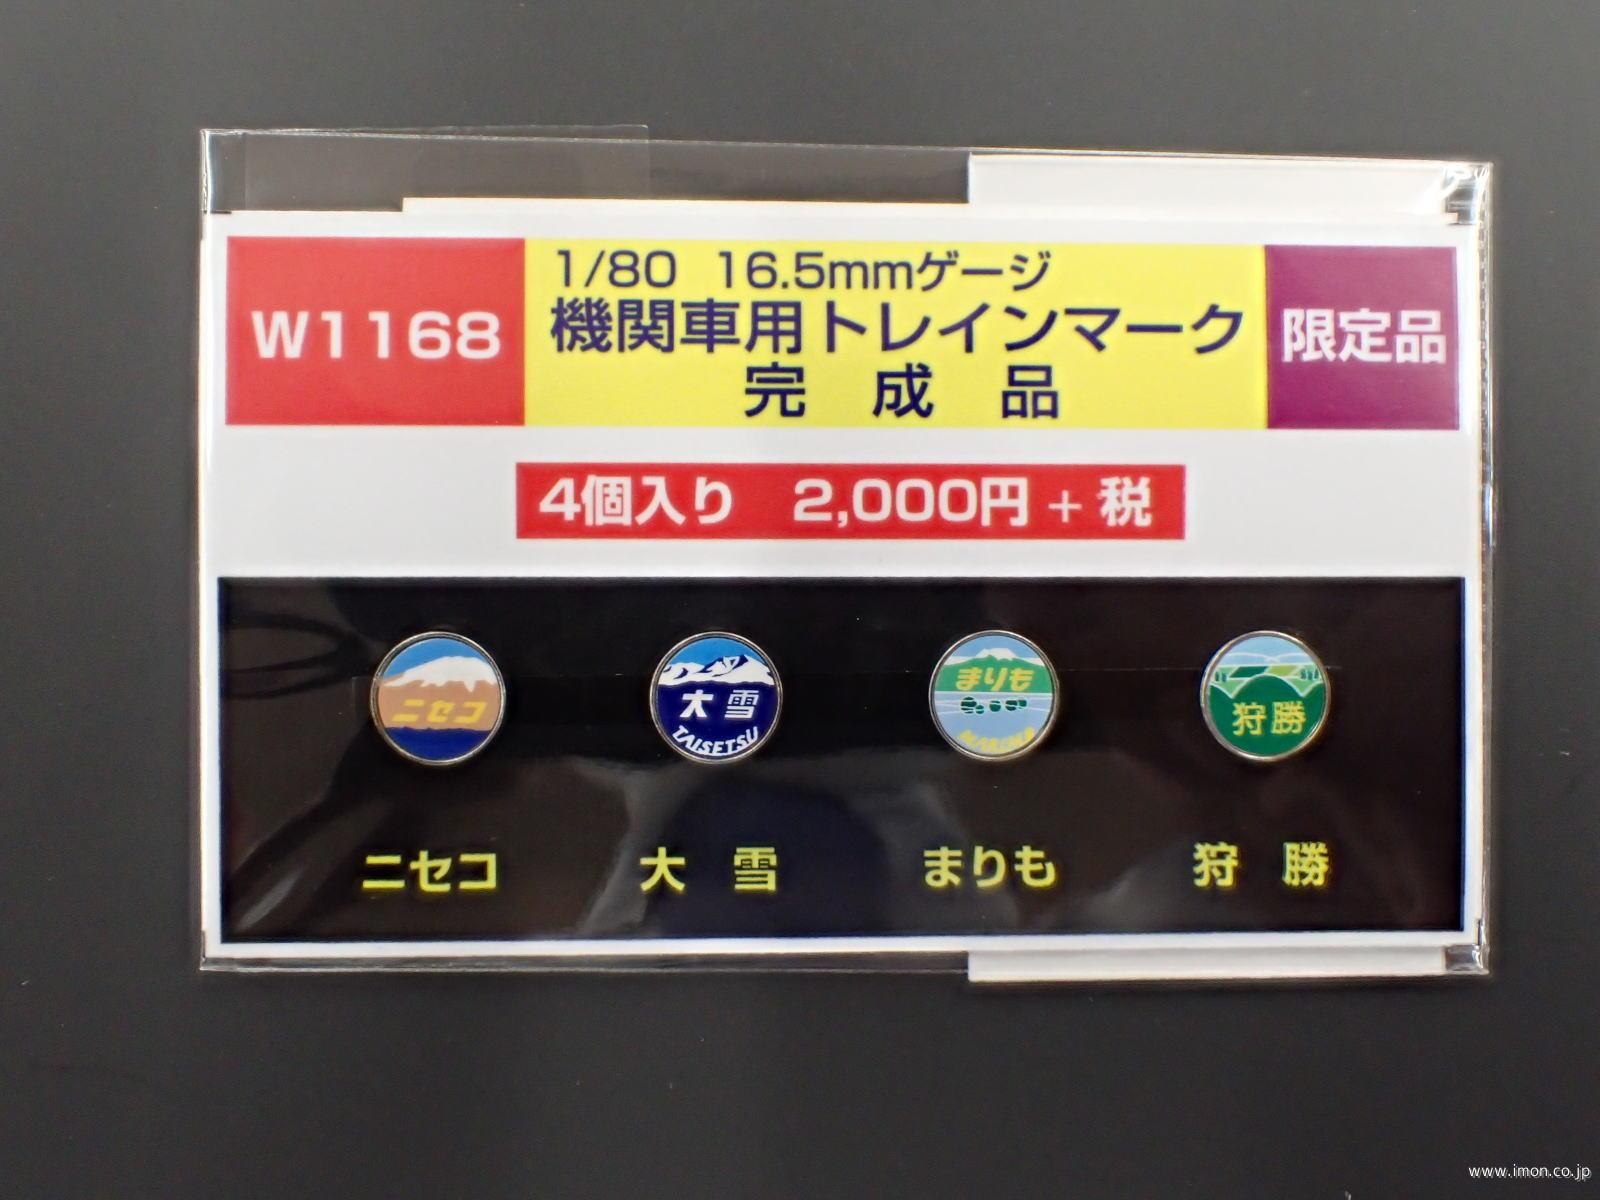 W1168
1/80 16.5mmゲージ
機関車用トレインマーク
完成品
限定品
4個入り 2,000円 + 税
ニセコ
大雪
TAISETSU
まりも
MARIMO
狩勝
ニセコ
大雪
まりも
狩勝
www.imon.co.jp